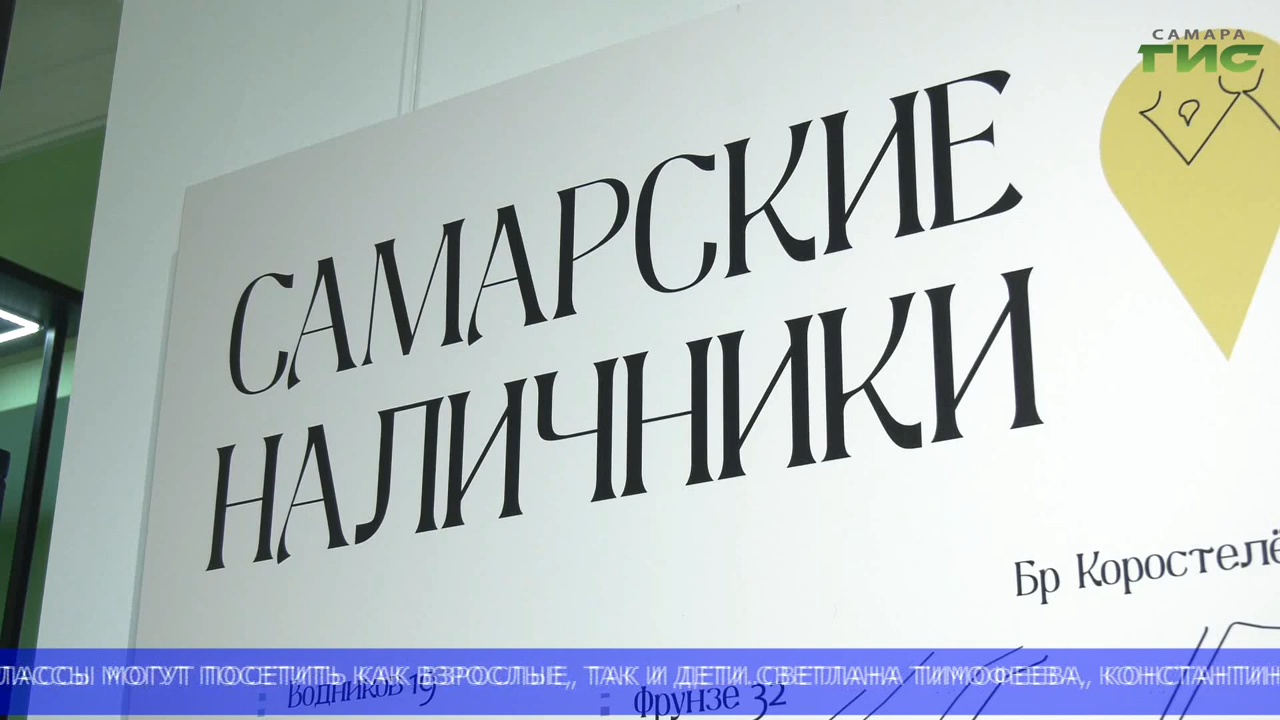 САМАРА
ГИС
САМАРСКИЕ
НАЛИЧНИКИ
Бр Коростелё
ЛАССЫ МОГУТ ПОСЕТИТЬ КАК ВЗРОСЛЫЕ, ТАК И ДЕТИ. СВЕТЛАНА ТИМОФЕЕВА, КОНСТАНТИН
Водников 19
Фрунзе 32